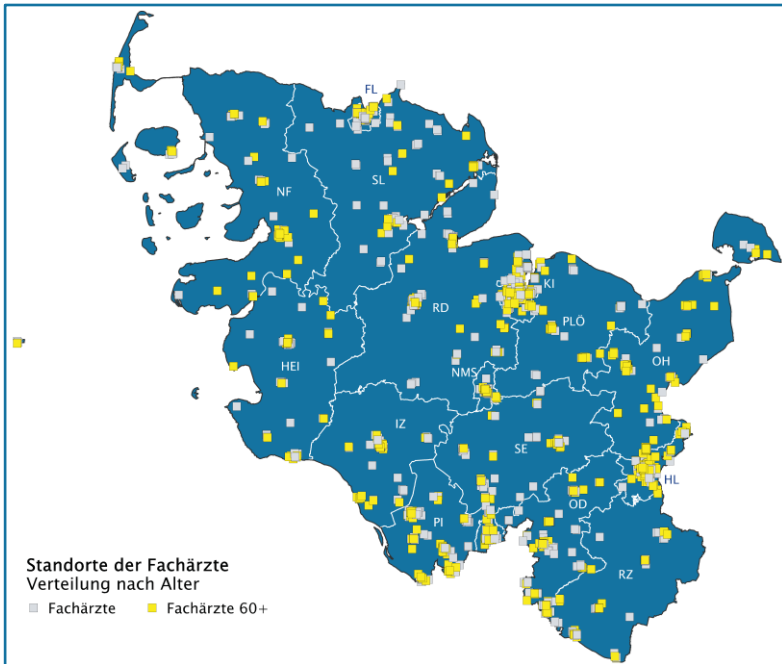 FL
NF
SL
KI
RD
PLÖ
OH
HEI
NMS
IZ
SE
HL
OD
PI
RZ
Standorte der Fachärzte
Verteilung nach Alter
Fachärzte Fachärzte 60+